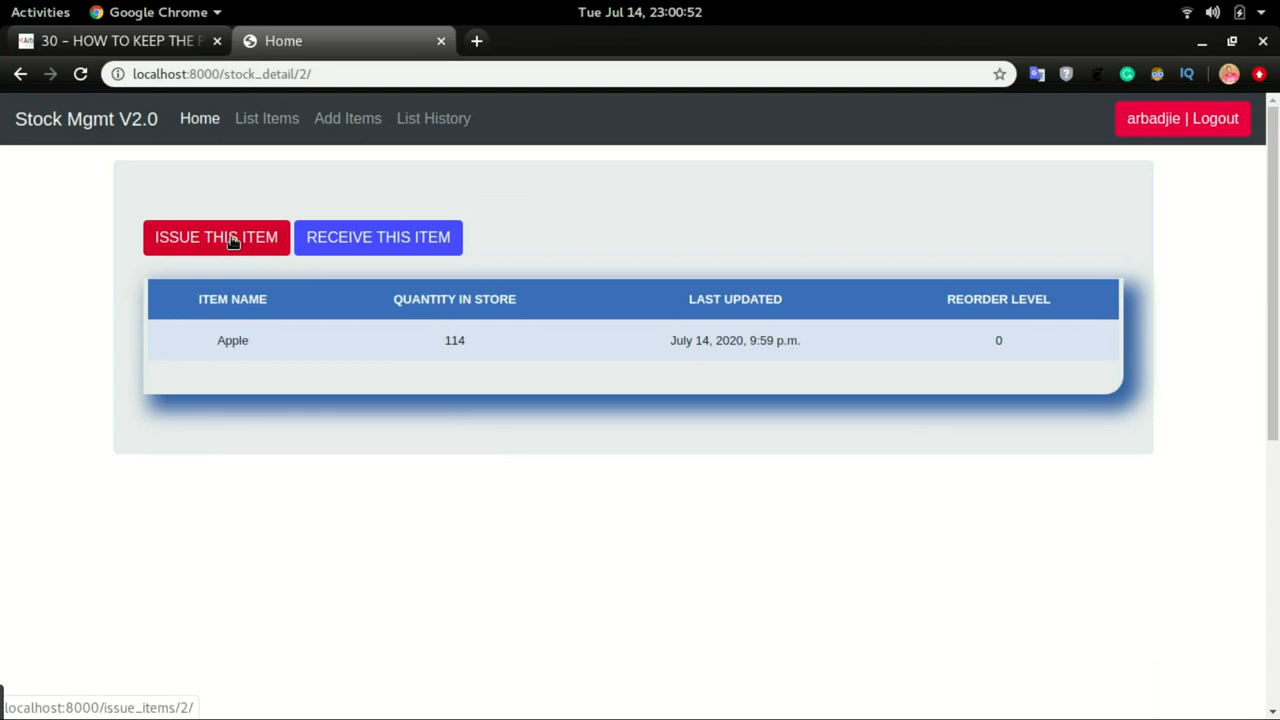 Activities Google Chrome Tue Jul 14, 23:00:52
30 – HOW TO KEEP THE P Home
localhost:8000/stock_detail/2/
Stock Mgmt V2.0 Home List Items Add Items List History arbadjie | Logout
ISSUE THIS ITEM RECEIVE THIS ITEM
ITEM NAME QUANTITY IN STORE LAST UPDATED REORDER LEVEL
Apple 114 July 14, 2020, 9:59 p.m. 0
localhost:8000/issue_items/2/